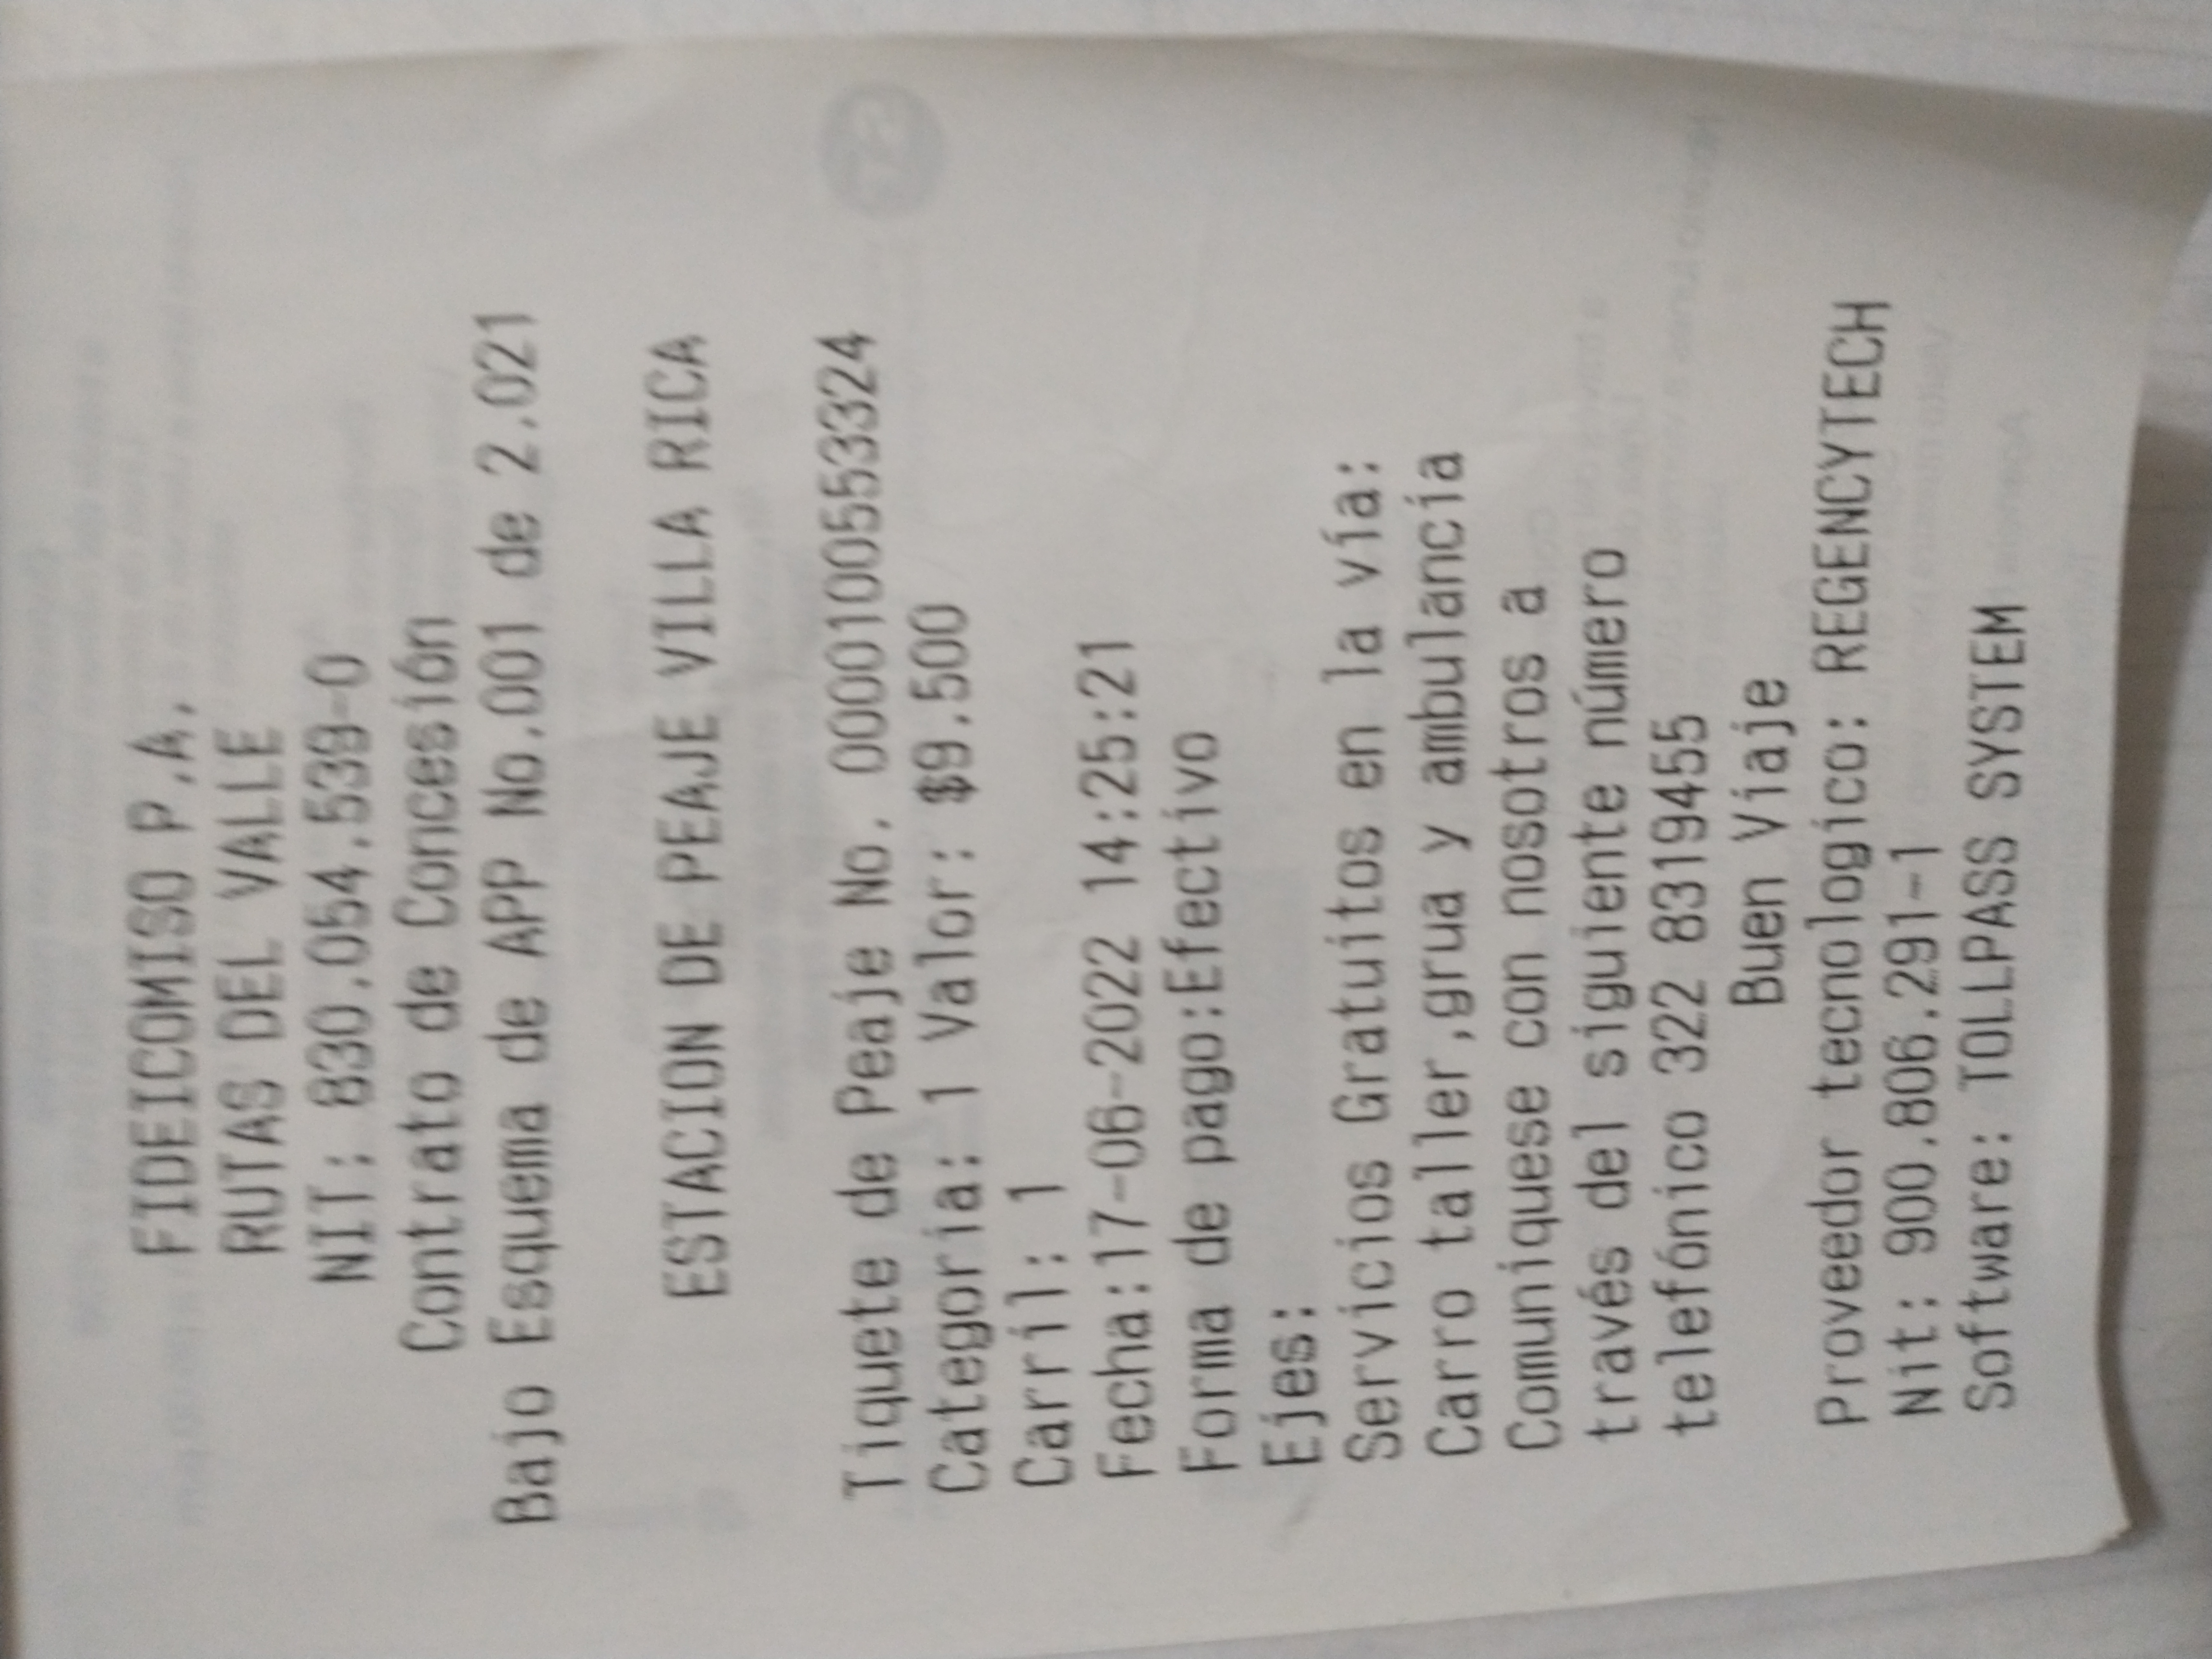 FIDEICOMISO P.A.
RUTAS DEL VALLE
NIT: 830.054.539-0
Contrato de Concesión
Bajo Esquema de APP No.001 de 2.021
ESTACION DE PEAJE VILLA RICA
Tiquete de Peaje No. 000010055324
Categoría: 1 Valor: $9.500
Carril: 1
Fecha:17-06-2022 14:25:21
Forma de pago:Efectivo
Ejes:
Servicios Gratuitos en la vía:
Carro taller,grua y ambulancia
Comuniquese con nosotros a
través del siguiente número
telefónico 322 8319455
Buen Viaje
Proveedor tecnologico: REGENCYTECH
Nit: 900.806.291-1
Software: TOLLPASS SYSTEM